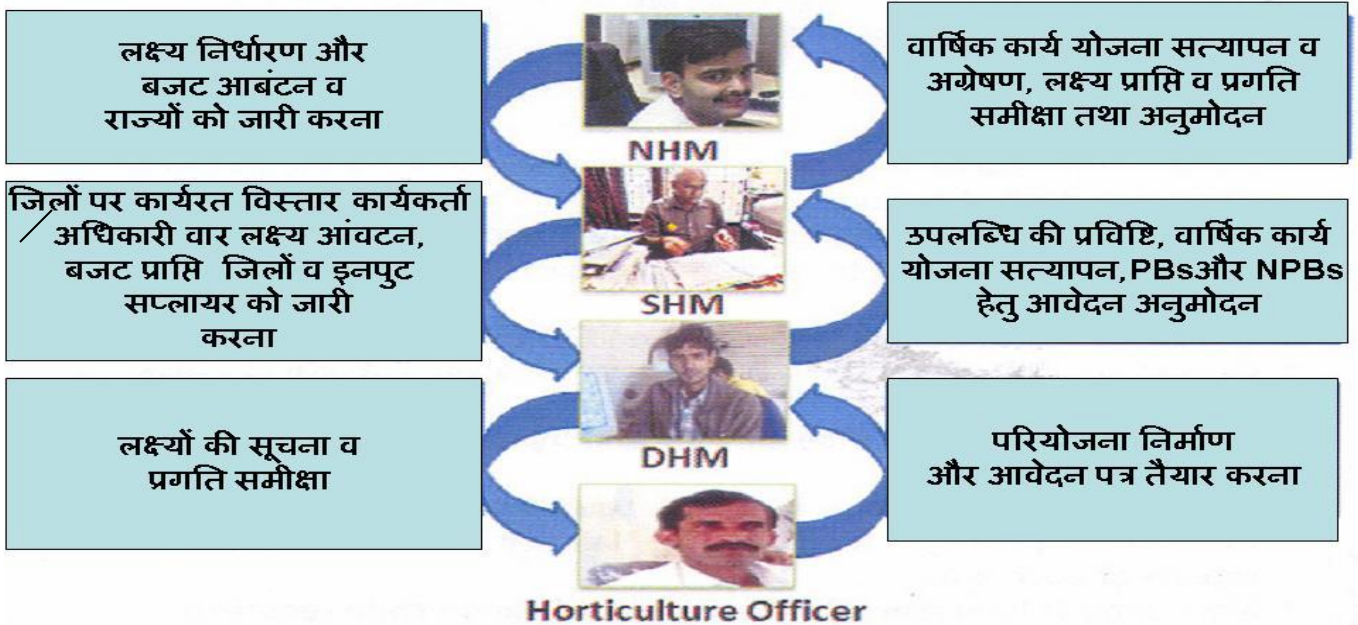 लक्ष्य निर्धारण और
बजट आबंटन व
राज्यों को जारी करना
वार्षिक कार्य योजना सत्यापन व
अग्रेषण, लक्ष्य प्राप्ति व प्रगति
समीक्षा तथा अनुमोदन
NHM
जिलों पर कार्यरत विस्तार कार्यकर्ता
अधिकारी वार लक्ष्य आंवटन,
बजट प्राप्ति जिलों व इनपुट
सप्लायर को जारी
करना
उपलब्धि की प्रविष्टि, वार्षिक कार्य
योजना सत्यापन,PBsऔर NPBs
हेतु आवेदन अनुमोदन
SHM
लक्ष्यों की सूचना व
प्रगति समीक्षा
परियोजना निर्माण
और आवेदन पत्र तैयार करना
DHM
Horticulture Officer